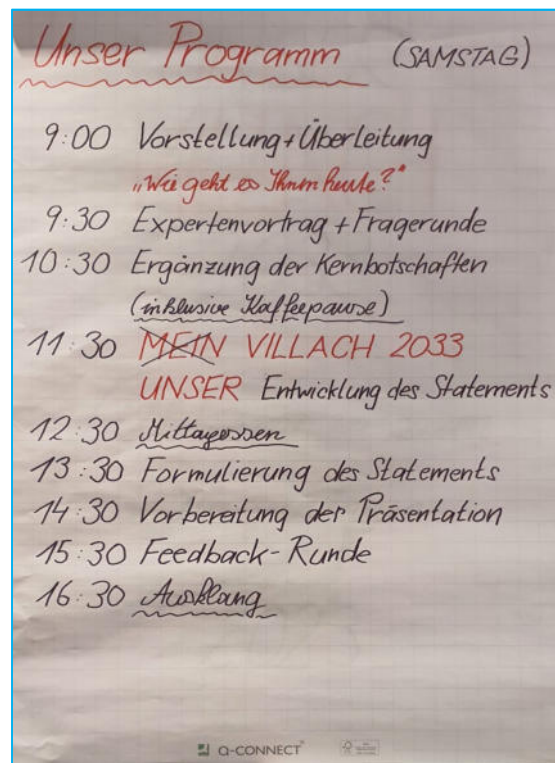 Unser Programm (SAMSTAG)
9:00 Vorstellung + Überleitung
"Wie geht es Ihnen heute?"
9:30 Expertenvortrag + Fragerunde
10:30 Ergänzung der Kernbotschaften
(inklusive Kaffeepause)
11:30 MEIN VILLACH 2033
UNSER Entwicklung des Statements
12:30 Mittagessen
13:30 Formulierung des Statements
14:30 Vorbereitung der Präsentation
15:30 Feedback-Runde
16:30 Ausklang
Q-CONNECT
FSC